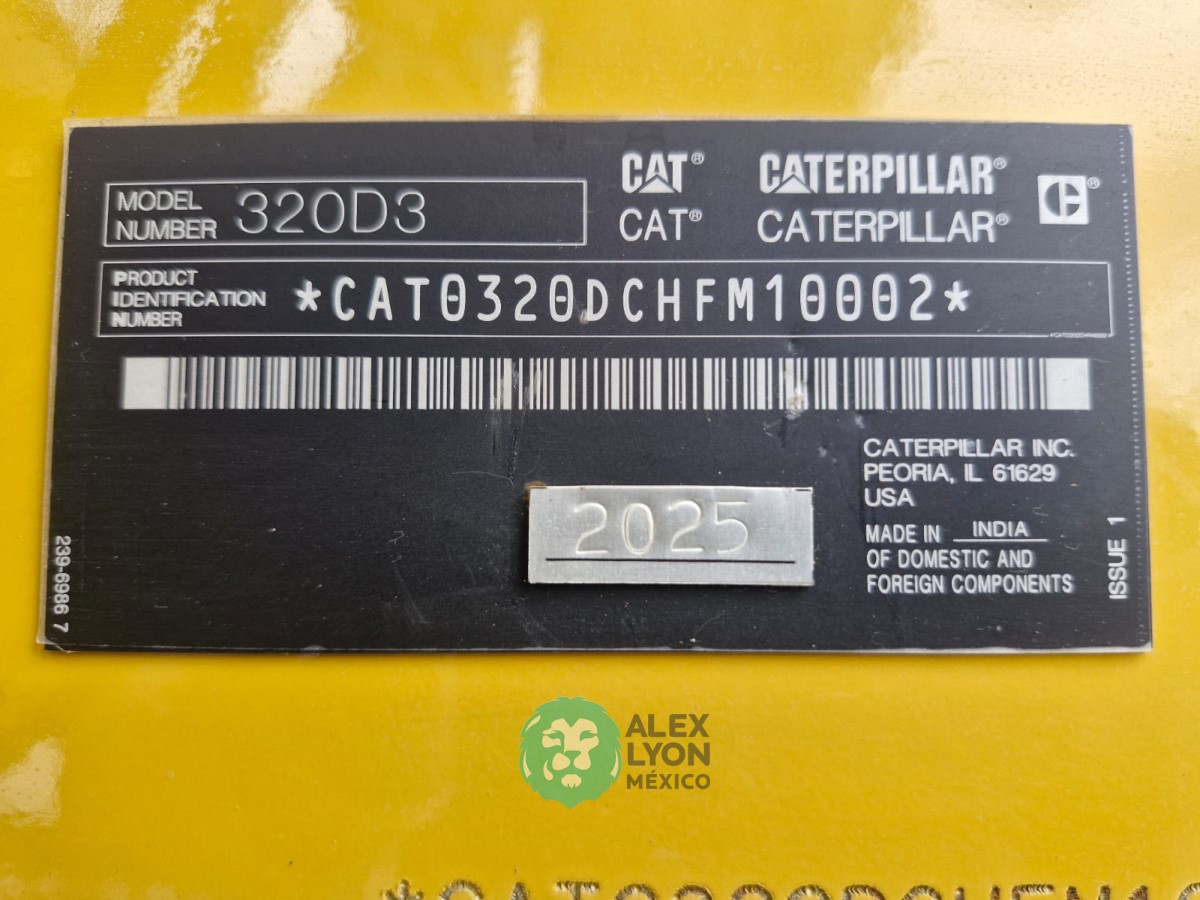 MODEL NUMBER 320D3
CAT® CATERPILLAR®
CAT® CATERPILLAR®
PRODUCT IDENTIFICATION NUMBER *CAT0320DCHFM10002*
CATERPILLAR INC.
PEORIA, IL 61629
USA
2025
MADE IN INDIA
OF DOMESTIC AND
FOREIGN COMPONENTS
239-6986 7
ISSUE 1
ALEX
LYON
MÉXICO